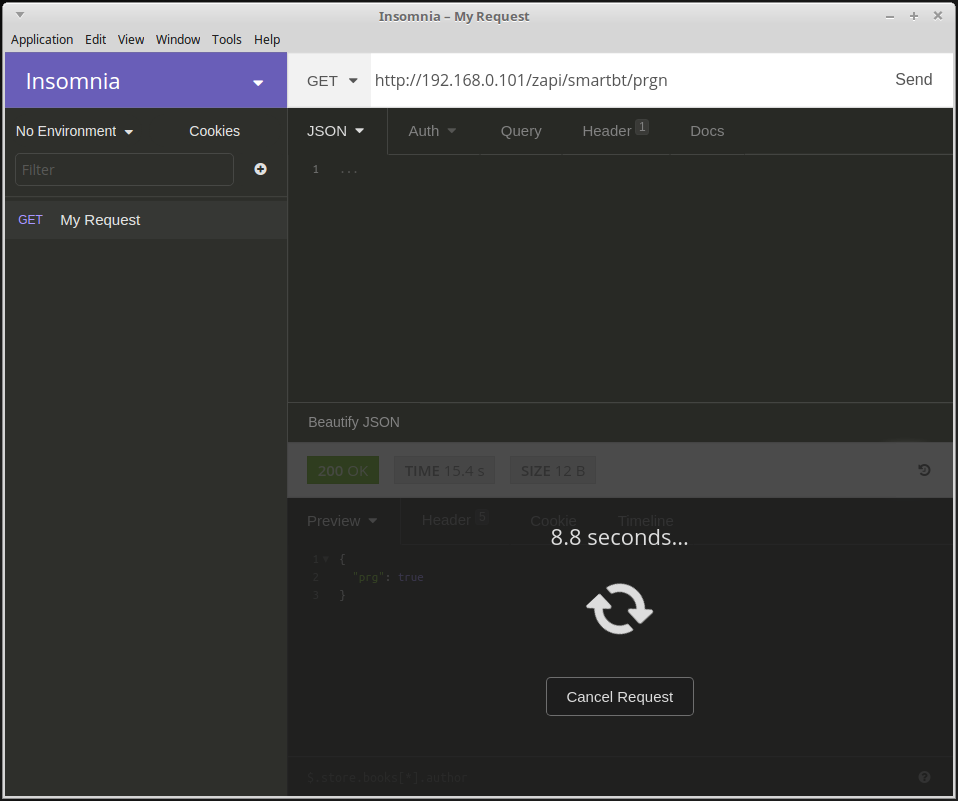 Insomnia – My Request
Application Edit View Window Tools Help
Insomnia
GET http://192.168.0.101/zapi/smartbt/prgn Send
No Environment Cookies
JSON Auth Query Header 1 Docs
Filter
1 ...
GET My Request
Beautify JSON
200 OK TIME 15.4 s SIZE 12 B
Preview Header 5 Cookie Timeline
8.8 seconds...
1 {
2 "prg": true
3 }
Cancel Request
$.store.books[*].author